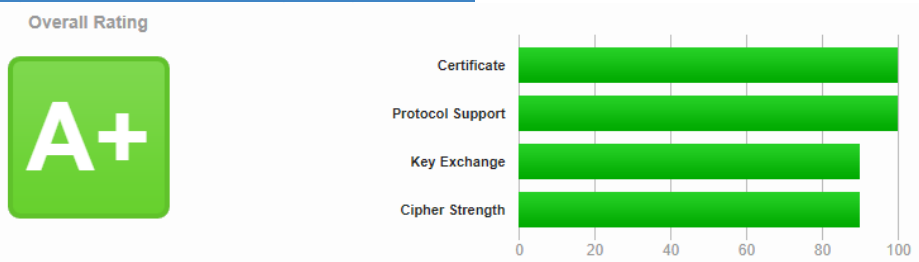 Overall Rating
A+
Certificate
Protocol Support
Key Exchange
Cipher Strength
0 20 40 60 80 100